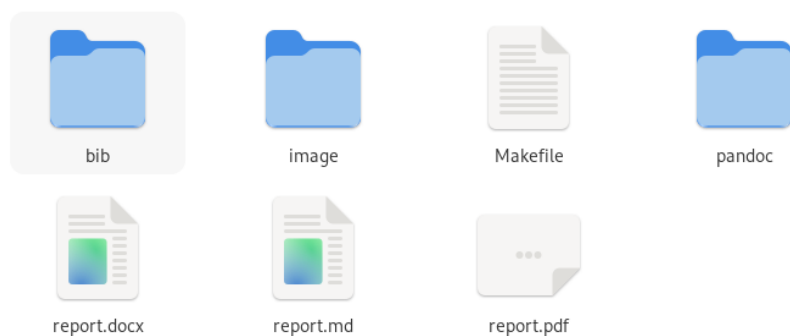 bib
image
Makefile
pandoc
report.docx
report.md
report.pdf